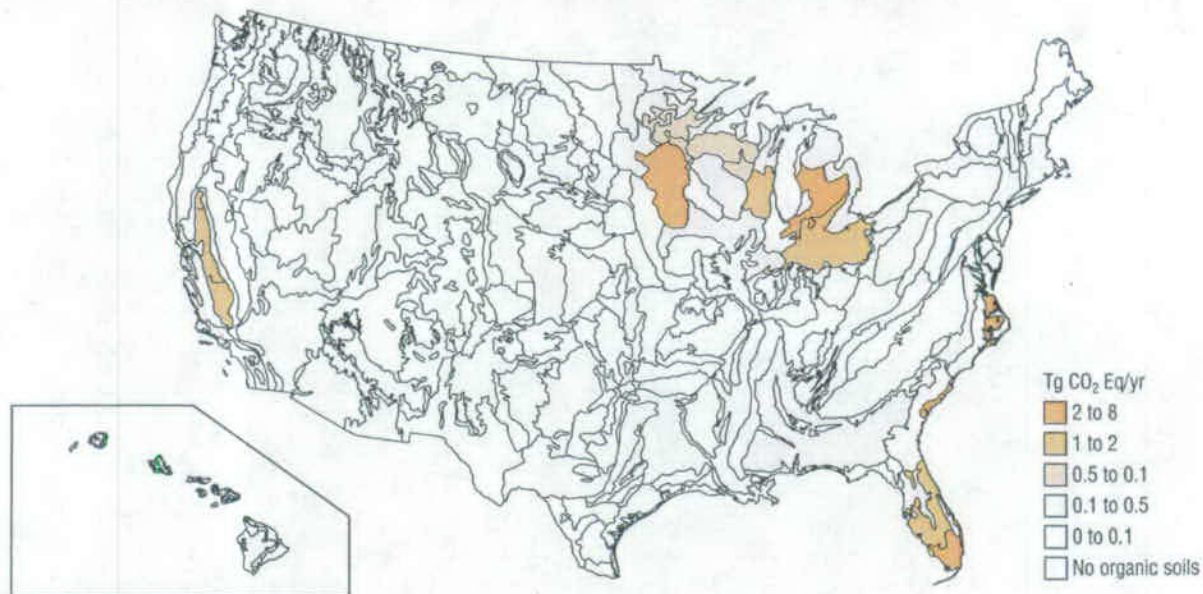 Tg CO₂ Eq/yr
2 to 8
1 to 2
0.5 to 0.1
0.1 to 0.5
0 to 0.1
No organic soils